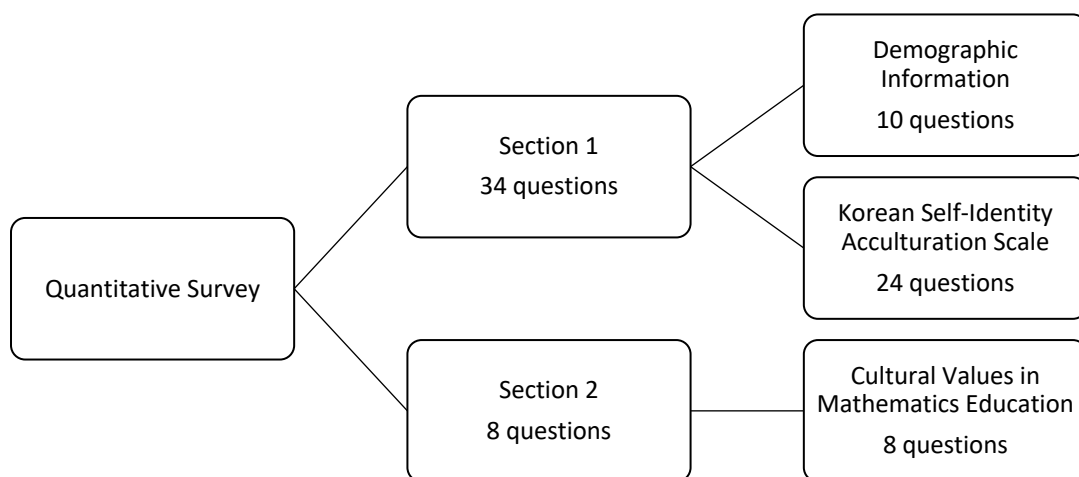 Quantitative Survey
Section 1
34 questions
Demographic
Information
10 questions
Korean Self-Identity
Acculturation Scale
24 questions
Section 2
8 questions
Cultural Values in
Mathematics Education
8 questions